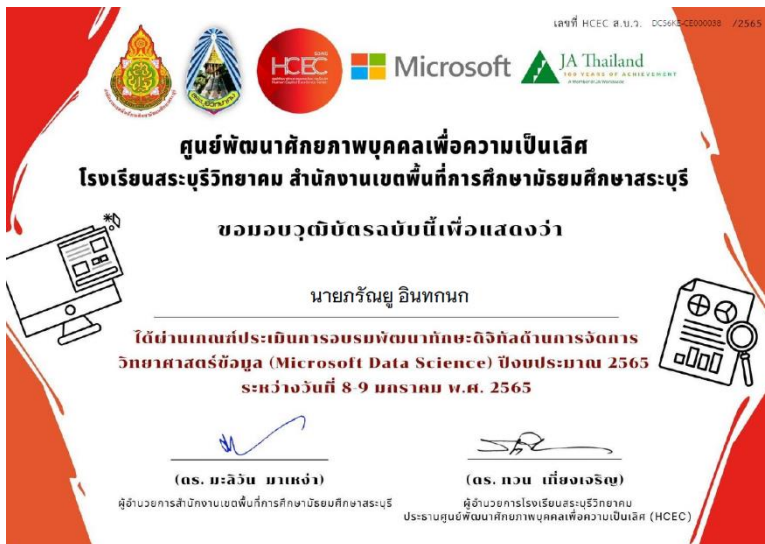 เลขที่ HCEC ส.บ.ว. DCS6KE-CE000038 /2565
HCEC
Microsoft
JA Thailand
100 YEARS OF ACHIEVEMENT
สระบุรีวิทยาคม
ศูนย์พัฒนาศักยภาพบุคคลเพื่อความเป็นเลิศ
โรงเรียนสระบุรีวิทยาคม สำนักงานเขตพื้นที่การศึกษามัธยมศึกษาสระบุรี
ขอมอบวุฒิบัตรฉบับนี้เพื่อแสดงว่า
นายภรัณยู อินทกนก
ได้ผ่านเกณฑ์ประเมินการอบรมพัฒนาทักษะดิจิทัลด้านการจัดการ
วิทยาศาสตร์ข้อมูล (Microsoft Data Science) ปีงบประมาณ 2565
ระหว่างวันที่ 8-9 มกราคม พ.ศ. 2565
(ดร. มะลิวัน มาเหง่า)
ผู้อำนวยการสำนักงานเขตพื้นที่การศึกษามัธยมศึกษาสระบุรี
(ดร. ทวน เที่ยงเจริญ)
ผู้อำนวยการโรงเรียนสระบุรีวิทยาคม
ประธานศูนย์พัฒนาศักยภาพบุคคลเพื่อความเป็นเลิศ (HCEC)